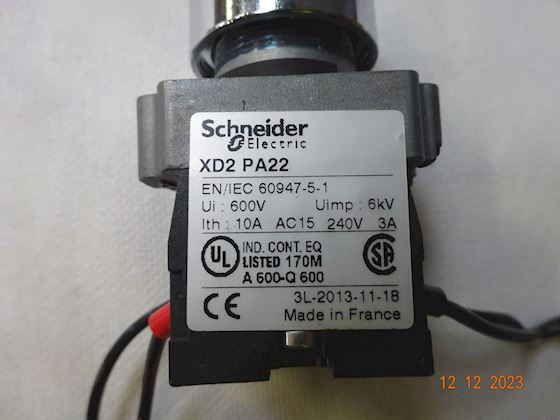 Schneider
Electric
XD2 PA22
EN/IEC 60947-5-1
Ui : 600V Uimp : 6kV
Ith : 10A AC15 240V 3A
UL IND. CONT. EQ
LISTED 170M
A 600-Q 600
SA
CE
3L-2013-11-18
Made in France
12 12 2023